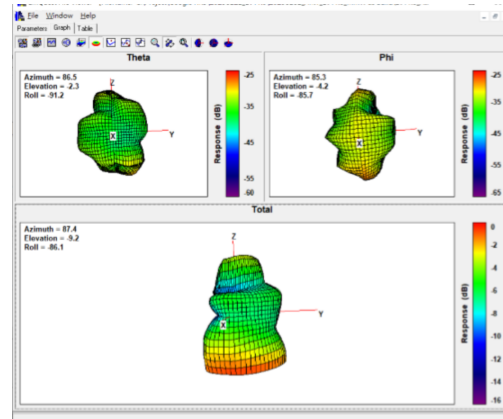 File Window Help
Parameters Graph Table
Theta
Azimuth = 86.5
Elevation = -2.3
Roll = -91.2
Z
Y
X
-25
-35
-45
-55
-60
Response (dB)
Phi
Azimuth = 85.3
Elevation = -4.2
Roll = -85.7
Z
Y
X
-25
-35
-45
-55
-65
Response (dB)
Total
Azimuth = 87.4
Elevation = -9.2
Roll = -86.1
Z
Y
X
0
-2
-4
-6
-8
-10
-12
-14
-16
Response (dB)